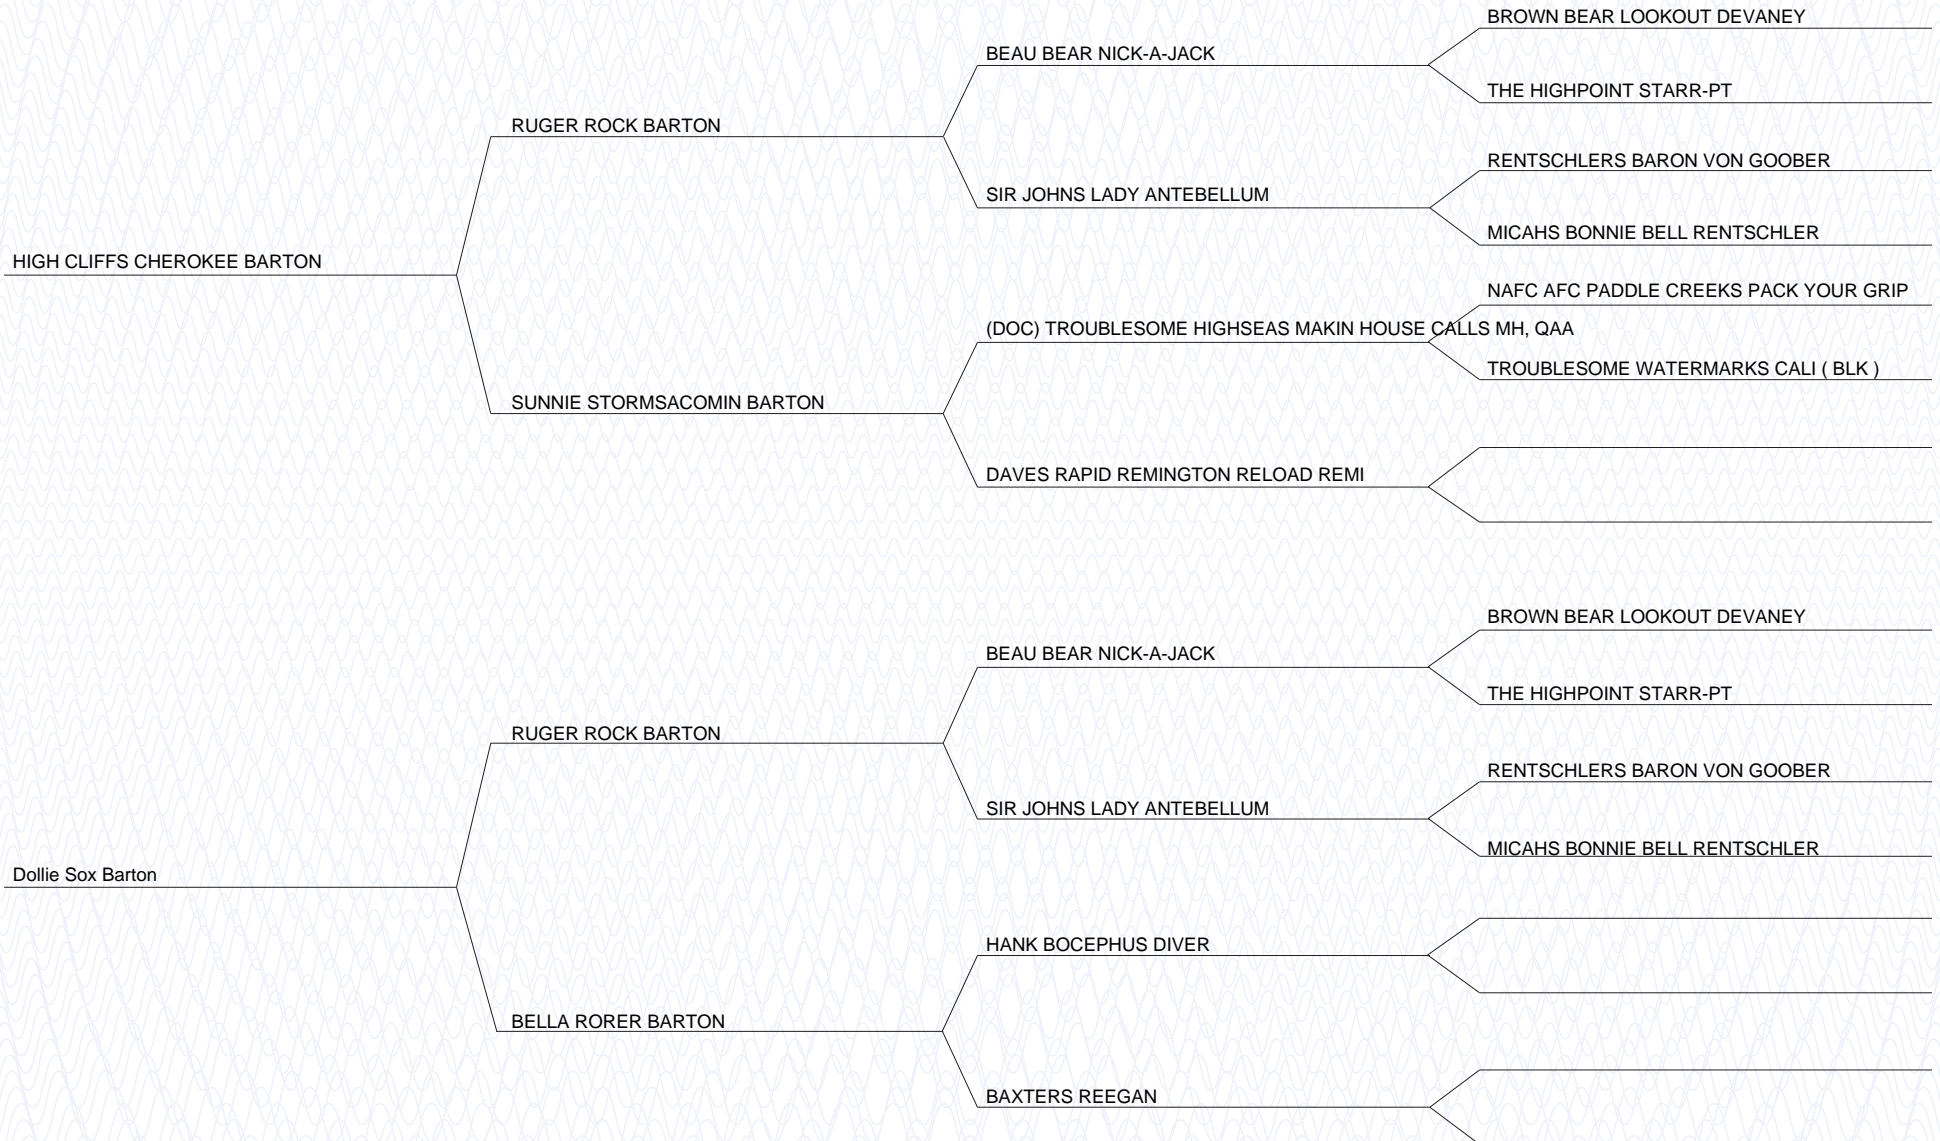 BROWN BEAR LOOKOUT DEVANEY
BEAU BEAR NICK-A-JACK
THE HIGHPOINT STARR-PT
RUGER ROCK BARTON
RENTSCHLERS BARON VON GOOBER
SIR JOHNS LADY ANTEBELLUM
MICAHS BONNIE BELL RENTSCHLER
HIGH CLIFFS CHEROKEE BARTON
NAFC AFC PADDLE CREEKS PACK YOUR GRIP
(DOC) TROUBLESOME HIGHSEAS MAKIN HOUSE CALLS MH, QAA
TROUBLESOME WATERMARKS CALI ( BLK )
SUNNIE STORMSACOMIN BARTON
DAVES RAPID REMINGTON RELOAD REMI
BROWN BEAR LOOKOUT DEVANEY
BEAU BEAR NICK-A-JACK
THE HIGHPOINT STARR-PT
RUGER ROCK BARTON
RENTSCHLERS BARON VON GOOBER
SIR JOHNS LADY ANTEBELLUM
MICAHS BONNIE BELL RENTSCHLER
Dollie Sox Barton
HANK BOCEPHUS DIVER
BELLA RORER BARTON
BAXTERS REEGAN